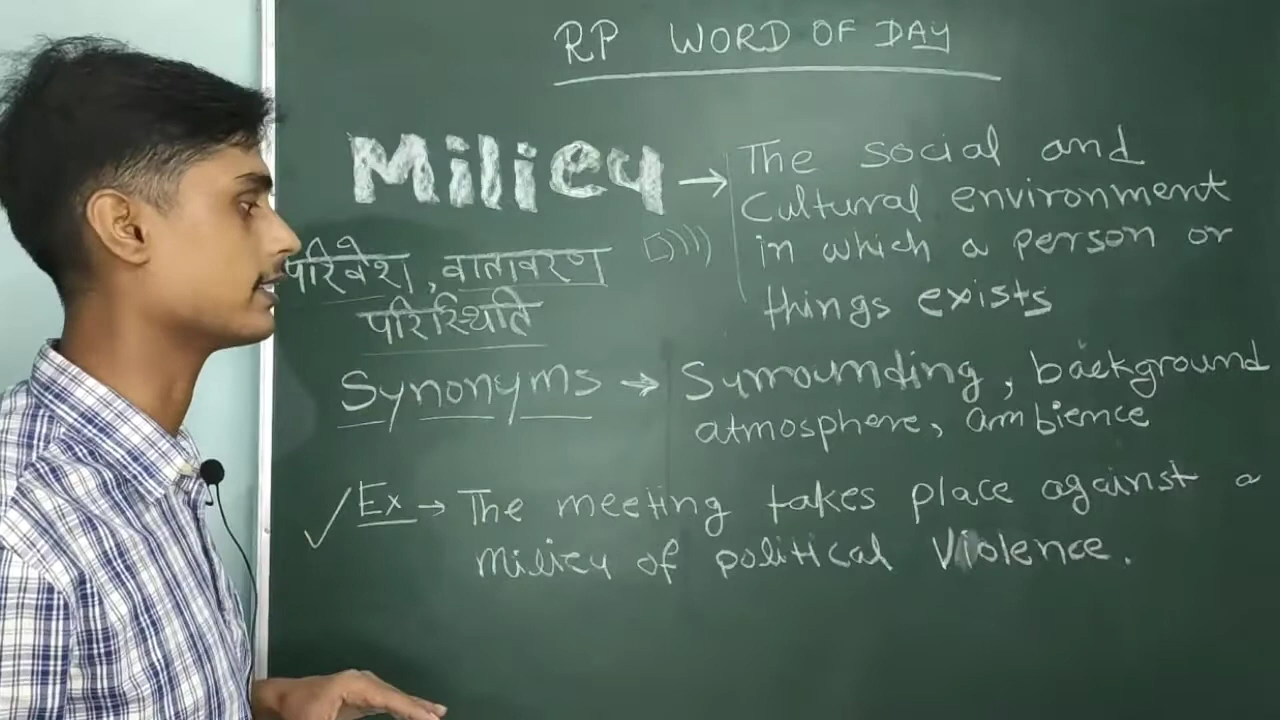 RP WORD OF DAY
Milieu → The social and
Cultural environment
in which a person or
things exists
परिवेश, वातावरण
परिस्थिति
Synonyms → Surrounding, background
atmosphere, ambience
✓ Ex → The meeting takes place against a
milieu of political Violence.